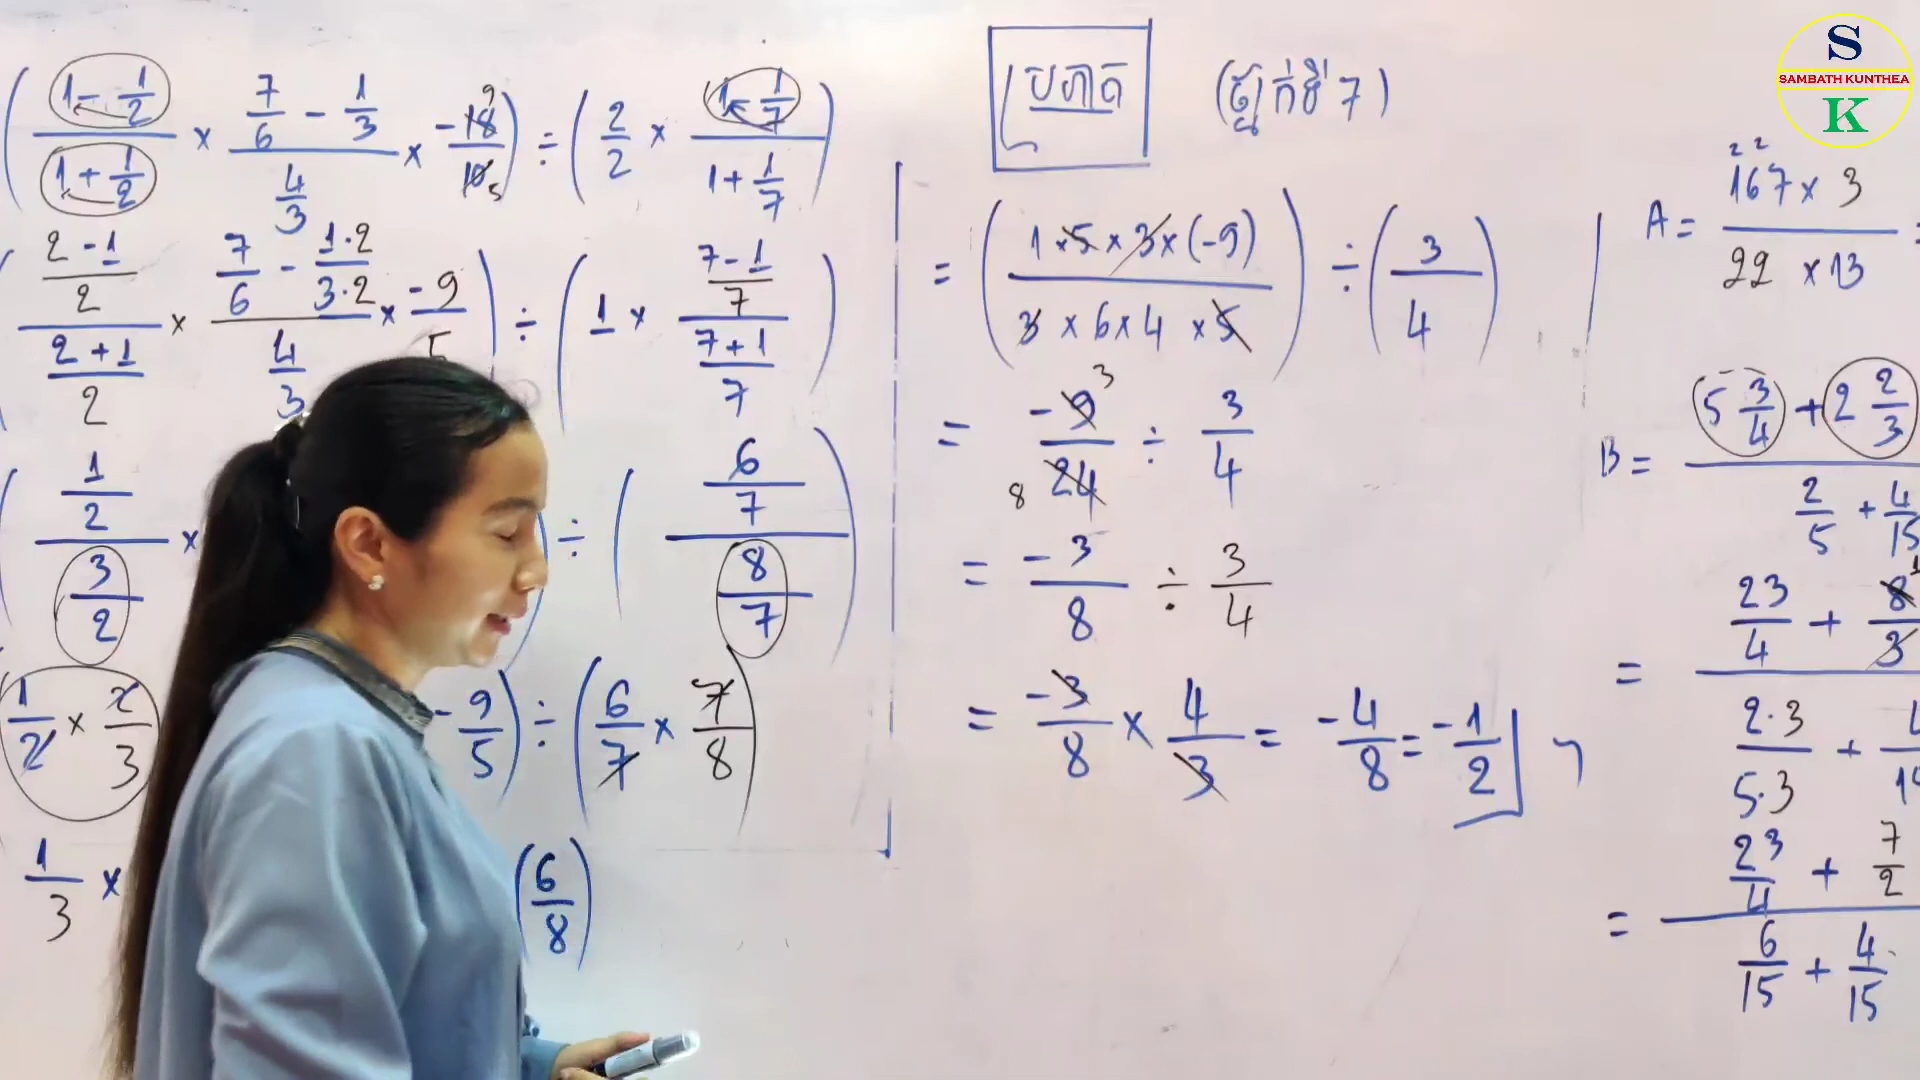 S
SAMBATH KUNTHEA
K
(1 - 1/2)/(1 + 1/2) × (7/6 - 1/3)/(4/3) × -18/10) ÷ (2/2 × (1 - 1/7)/(1 + 1/7))
((2 - 1)/2)/((2 + 1)/2) × (7/6 - 1·2/3·2)/(4/3) × -9/5) ÷ (1 × ((7 - 1)/7)/((7 + 1)/7))
(1/2)/(3/2) × ÷ ((6/7)/(8/7))
1/2 × 2/3 -9/5) ÷ (6/7 × 7/8)
1/3 × (6/8)
លំហាត់ (ថ្នាក់ទី 7)
= ((1 × 5 × 3 × (-9))/(3 × 6 × 4 × 5)) ÷ (3/4)
= -9/24 ÷ 3/4
= -3/8 ÷ 3/4
= -3/8 × 4/3 = -4/8 = -1/2
A = (167 × 3)/(22 × 13) =
B = (5 3/4 + 2 2/3)/(2/5 + 4/15)
= (23/4 + 8/3)/(2·3/5·3 +
= (23/4 + 7/2)/(6/15 + 4/15)